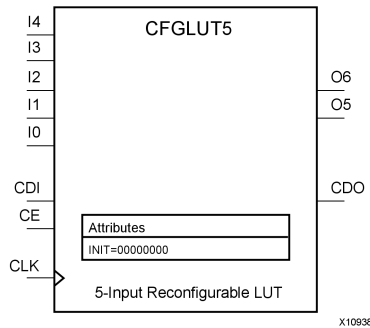 CFGLUT5
I4
I3
I2
I1
I0
O6
O5
CDI
CDO
CE
CLK
Attributes
INIT=00000000
5-Input Reconfigurable LUT
X10938